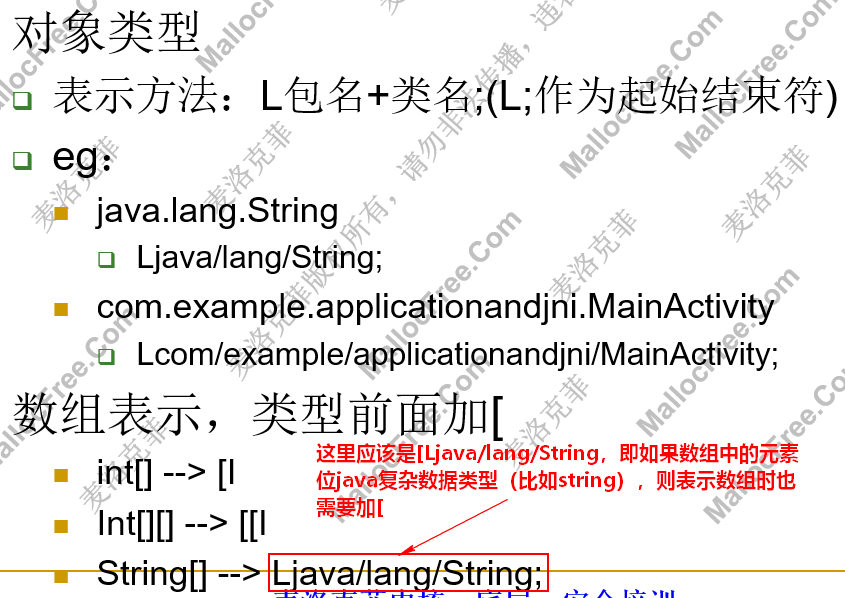 对象类型
表示方法：L包名+类名;(L;作为起始结束符)
eg：
java.lang.String
Ljava/lang/String;
com.example.applicationandjni.MainActivity
Lcom/example/applicationandjni/MainActivity;
数组表示，类型前面加[
这里应该是[Ljava/lang/String，即如果数组中的元素
位java复杂数据类型（比如string），则表示数组时也
需要加[
int[] --> [I
Int[][] --> [[I
String[] --> Ljava/lang/String;
麦洛克菲
MallocFree.Com
麦洛克菲版权所有，请勿非法传播，违者